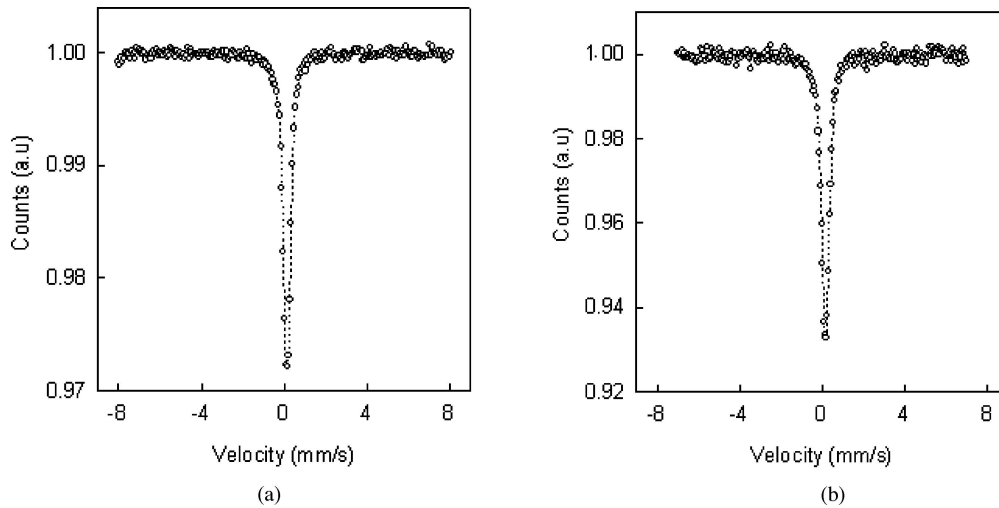 1.00
0.99
0.98
0.97
Counts (a.u)
-8 -4 0 4 8
Velocity (mm/s)
(a)
1.00
0.98
0.96
0.94
0.92
Counts (a.u)
-8 -4 0 4 8
Velocity (mm/s)
(b)